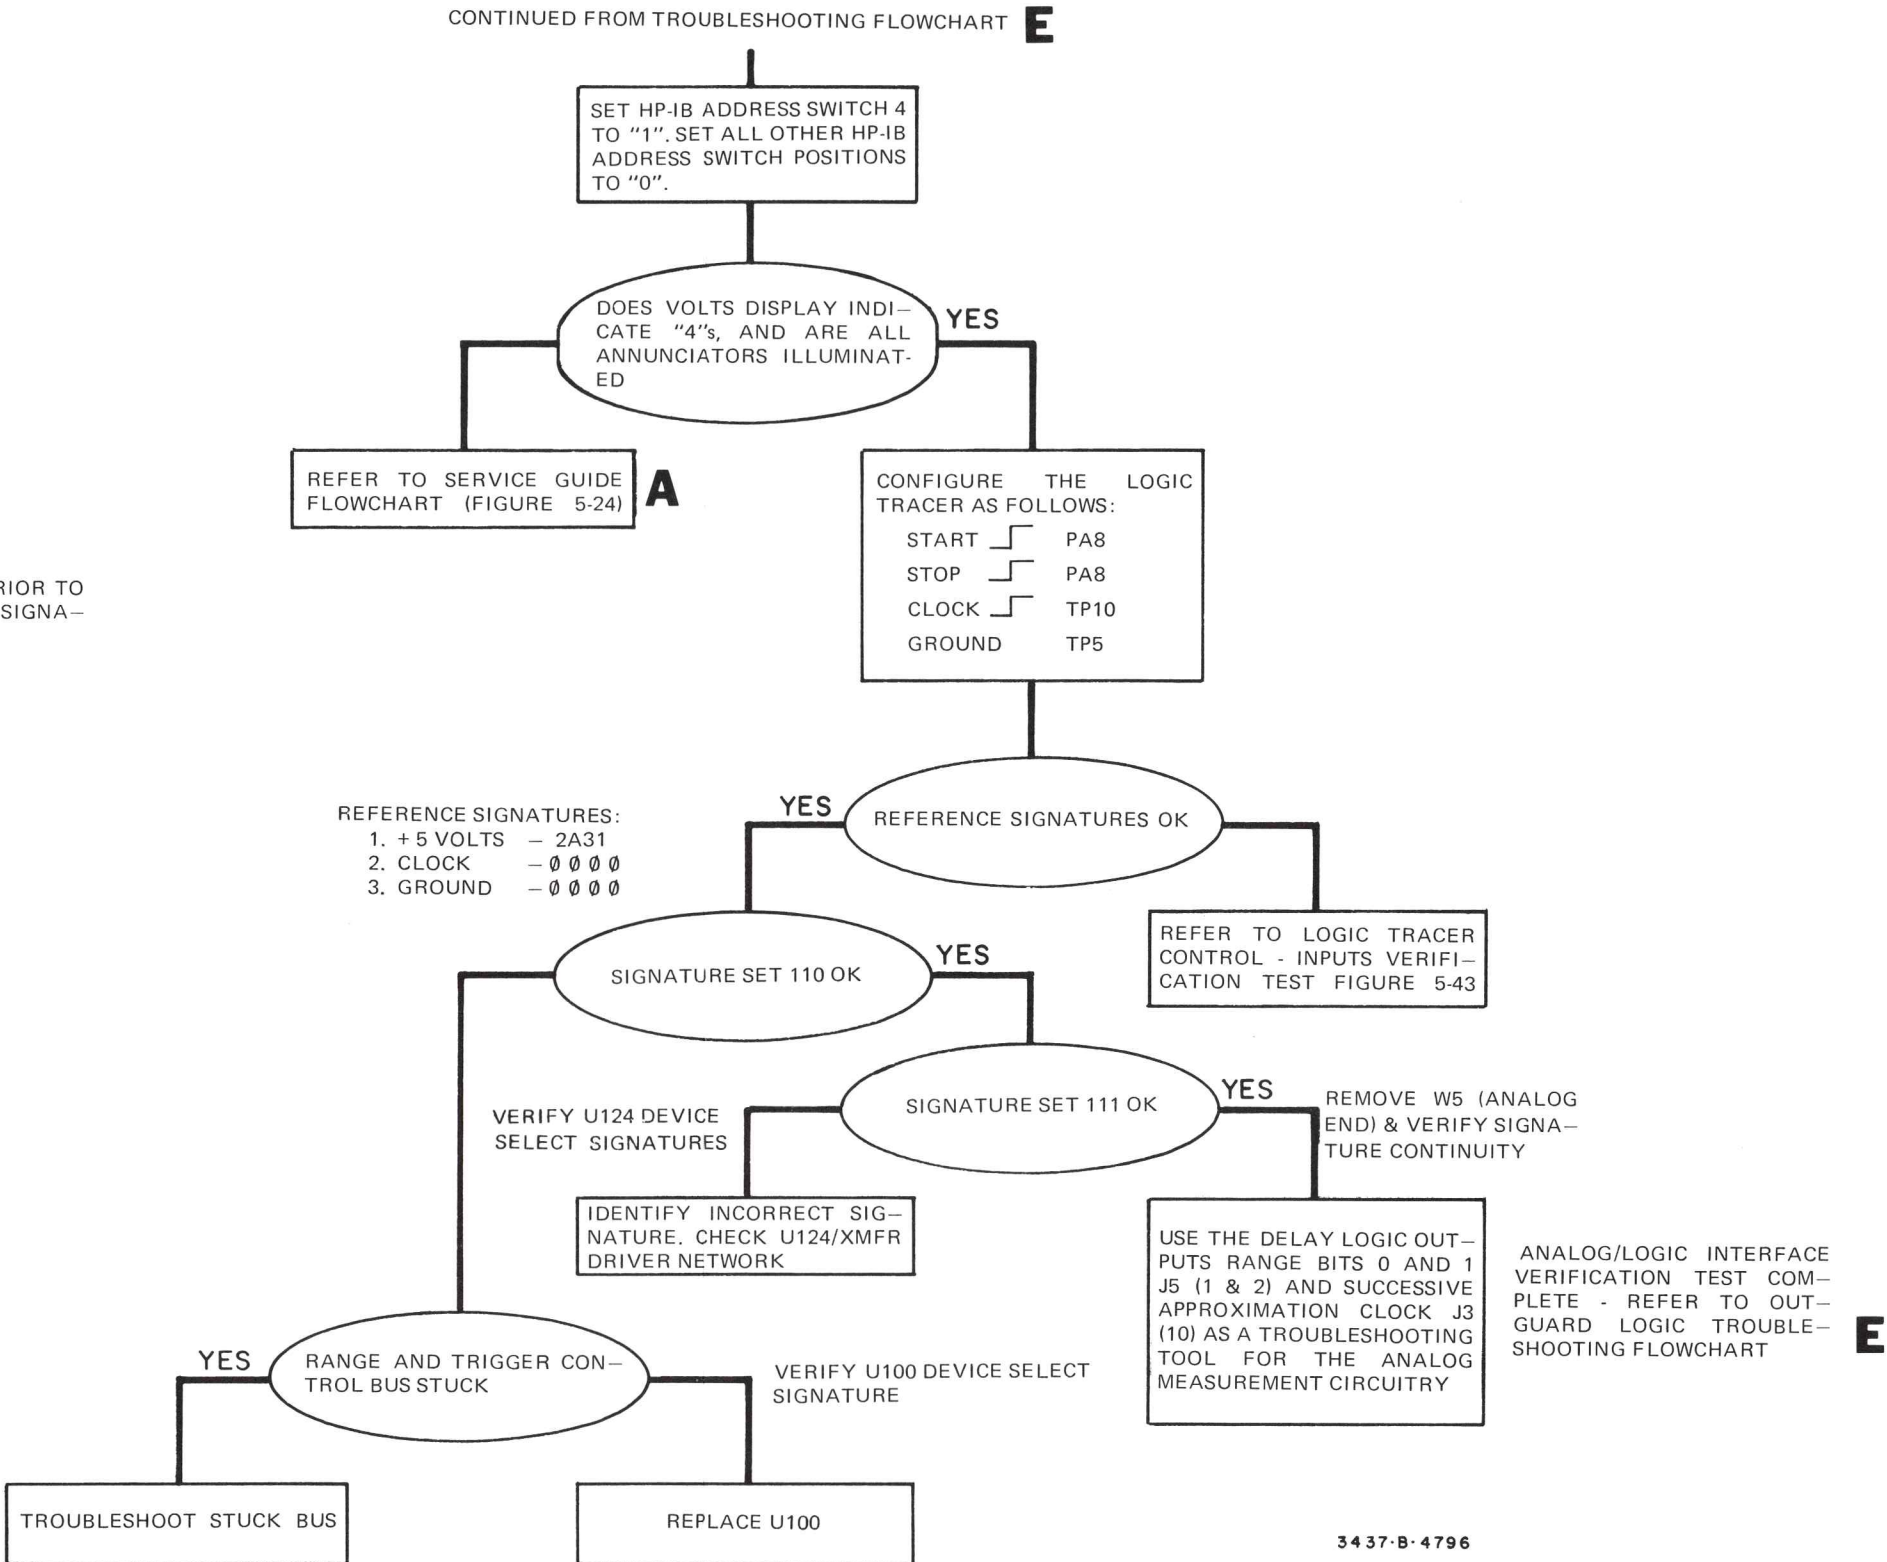 CONTINUED FROM TROUBLESHOOTING FLOWCHART E
SET HP-IB ADDRESS SWITCH 4
TO "1". SET ALL OTHER HP-IB
ADDRESS SWITCH POSITIONS
TO "0".
DOES VOLTS DISPLAY INDI–
CATE "4"s, AND ARE ALL
ANNUNCIATORS ILLUMINAT-
ED
YES
REFER TO SERVICE GUIDE
FLOWCHART (FIGURE 5-24)
A
CONFIGURE THE LOGIC
TRACER AS FOLLOWS:
START PA8
STOP PA8
CLOCK TP10
GROUND TP5
RIOR TO
SIGNA–
REFERENCE SIGNATURES OK
YES
REFERENCE SIGNATURES:
1. +5 VOLTS – 2A31
2. CLOCK – 0 0 0 0
3. GROUND – 0 0 0 0
REFER TO LOGIC TRACER
CONTROL - INPUTS VERIFI–
CATION TEST FIGURE 5-43
SIGNATURE SET 110 OK
YES
SIGNATURE SET 111 OK
YES
VERIFY U124 DEVICE
SELECT SIGNATURES
REMOVE W5 (ANALOG
END) & VERIFY SIGNA–
TURE CONTINUITY
IDENTIFY INCORRECT SIG–
NATURE. CHECK U124/XMFR
DRIVER NETWORK
USE THE DELAY LOGIC OUT–
PUTS RANGE BITS 0 AND 1
J5 (1 & 2) AND SUCCESSIVE
APPROXIMATION CLOCK J3
(10) AS A TROUBLESHOOTING
TOOL FOR THE ANALOG
MEASUREMENT CIRCUITRY
ANALOG/LOGIC INTERFACE
VERIFICATION TEST COM–
PLETE - REFER TO OUT–
GUARD LOGIC TROUBLE–
SHOOTING FLOWCHART
E
YES
RANGE AND TRIGGER CON–
TROL BUS STUCK
VERIFY U100 DEVICE SELECT
SIGNATURE
TROUBLESHOOT STUCK BUS
REPLACE U100
3437·B·4796